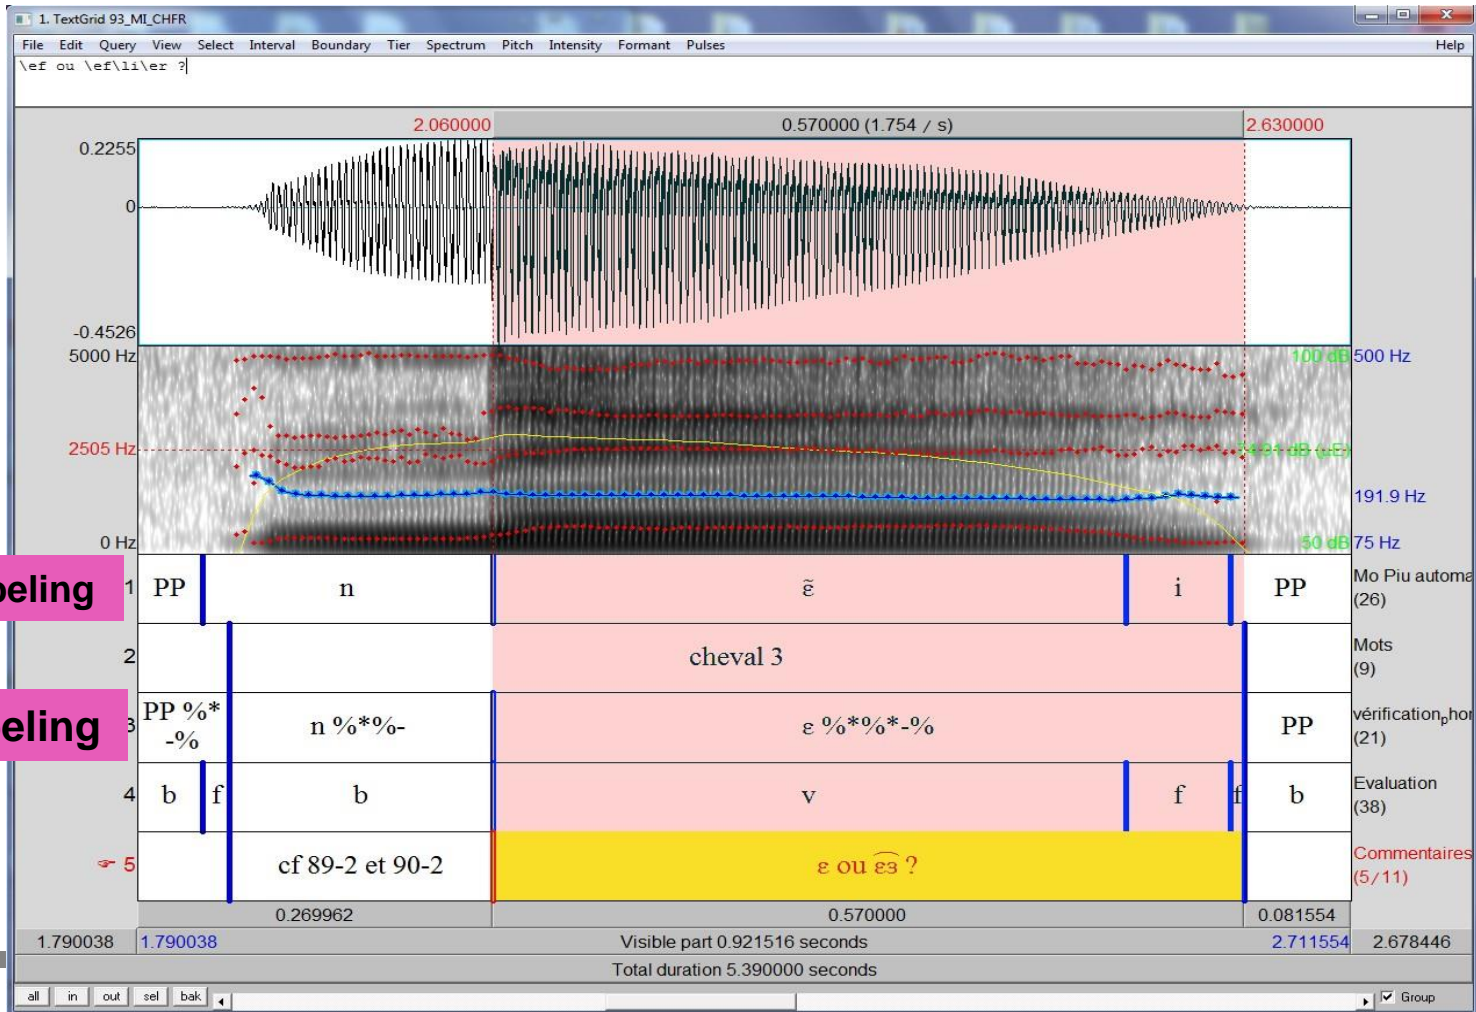 1. TextGrid 93_MI_CHFR
File Edit Query View Select Interval Boundary Tier Spectrum Pitch Intensity Formant Pulses Help
\ef ou \ef\li\er ?
2.060000 0.570000 (1.754 / s) 2.630000
0.2255
0
-0.4526
5000 Hz 100 dB 500 Hz
2505 Hz
191.9 Hz
0 Hz 50 dB 75 Hz
beling 1 PP n ɛ̃ i PP Mo Piu automa
(26)
2 cheval 3 Mots
(9)
eling 3 PP %*-% n %*%- ɛ %*%*-% PP vérification_phor
(21)
4 b f b v f f b Evaluation
(38)
5 cf 89-2 et 90-2 ɛ ou ɛ͡ɜ ? Commentaires
(5/11)
0.269962 0.570000 0.081554
1.790038 1.790038 Visible part 0.921516 seconds 2.711554 2.678446
Total duration 5.390000 seconds
all in out sel bak Group